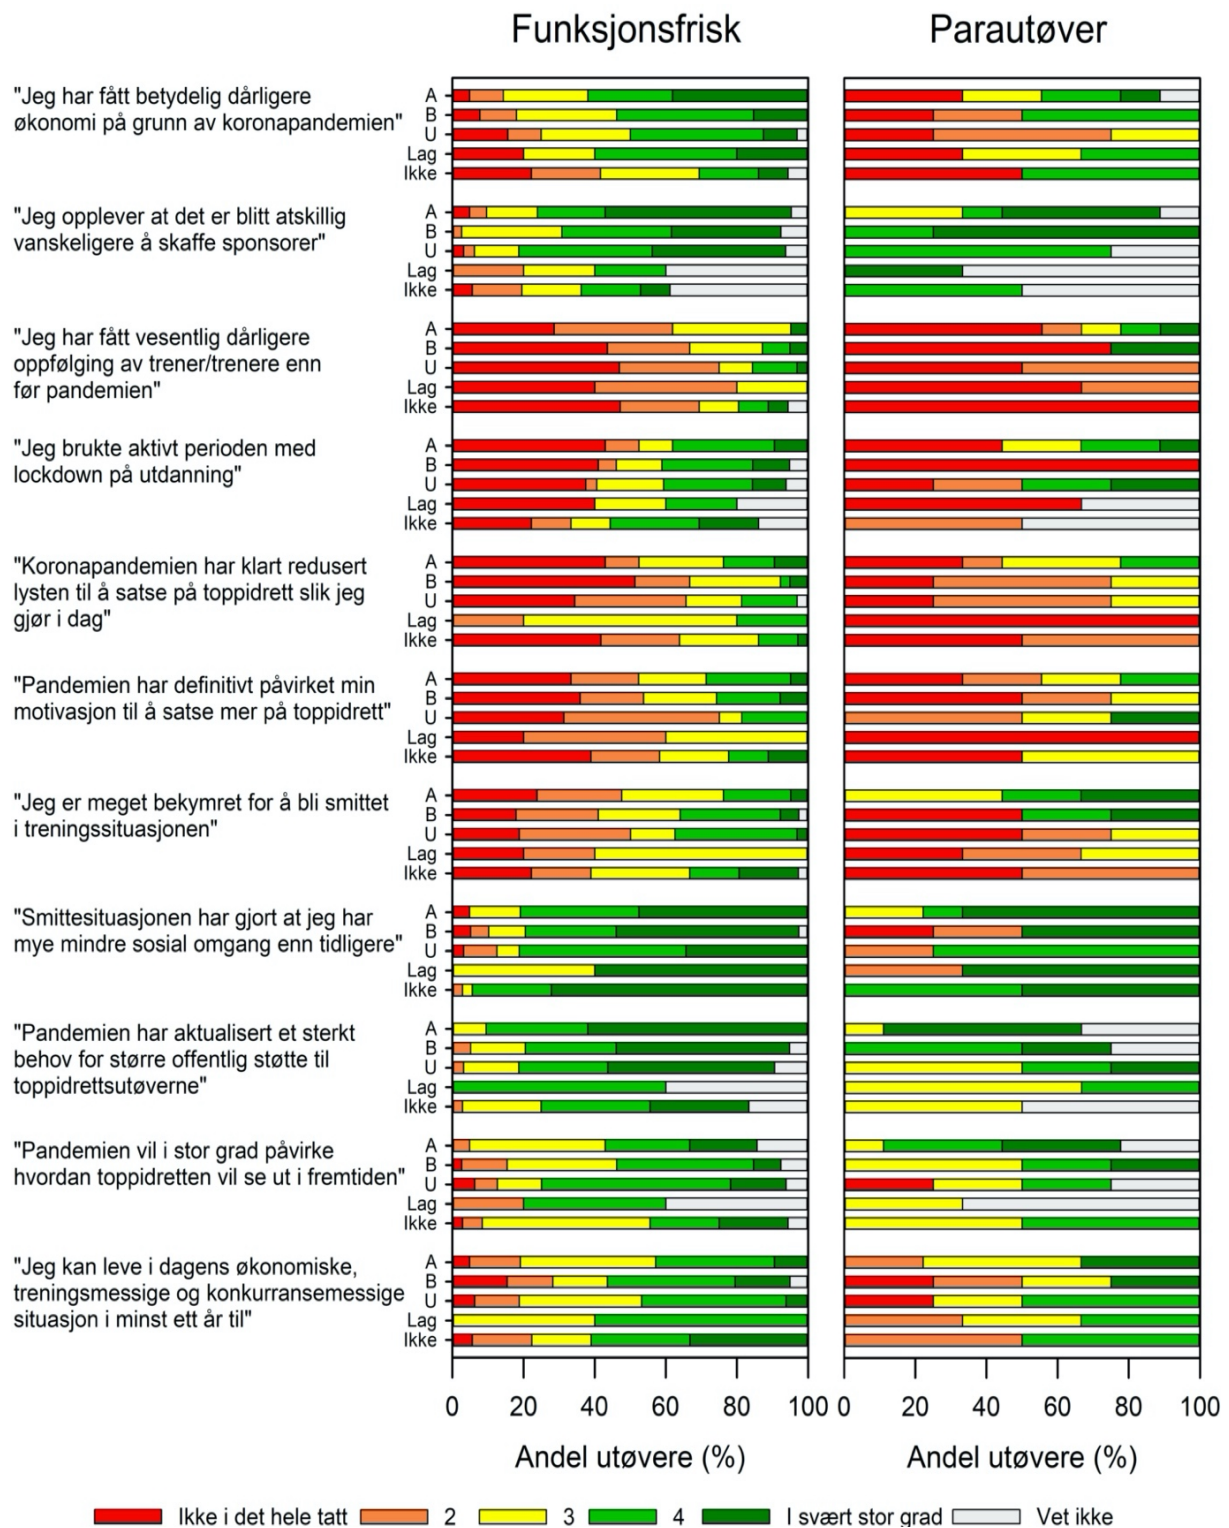 Funksjonsfrisk Parautøver
"Jeg har fått betydelig dårligere
økonomi på grunn av koronapandemien"
A
B
U
Lag
Ikke
"Jeg opplever at det er blitt atskillig
vanskeligere å skaffe sponsorer"
A
B
U
Lag
Ikke
"Jeg har fått vesentlig dårligere
oppfølging av trener/trenere enn
før pandemien"
A
B
U
Lag
Ikke
"Jeg brukte aktivt perioden med
lockdown på utdanning"
A
B
U
Lag
Ikke
"Koronapandemien har klart redusert
lysten til å satse på toppidrett slik jeg
gjør i dag"
A
B
U
Lag
Ikke
"Pandemien har definitivt påvirket min
motivasjon til å satse mer på toppidrett"
A
B
U
Lag
Ikke
"Jeg er meget bekymret for å bli smittet
i treningssituasjonen"
A
B
U
Lag
Ikke
"Smittesituasjonen har gjort at jeg har
mye mindre sosial omgang enn tidligere"
A
B
U
Lag
Ikke
"Pandemien har aktualisert et sterkt
behov for større offentlig støtte til
toppidrettsutøverne"
A
B
U
Lag
Ikke
"Pandemien vil i stor grad påvirke
hvordan toppidretten vil se ut i fremtiden"
A
B
U
Lag
Ikke
"Jeg kan leve i dagens økonomiske,
treningsmessige og konkurransemessige
situasjon i minst ett år til"
A
B
U
Lag
Ikke
0 20 40 60 80 100 0 20 40 60 80 100
Andel utøvere (%) Andel utøvere (%)
Ikke i det hele tatt 2 3 4 I svært stor grad Vet ikke